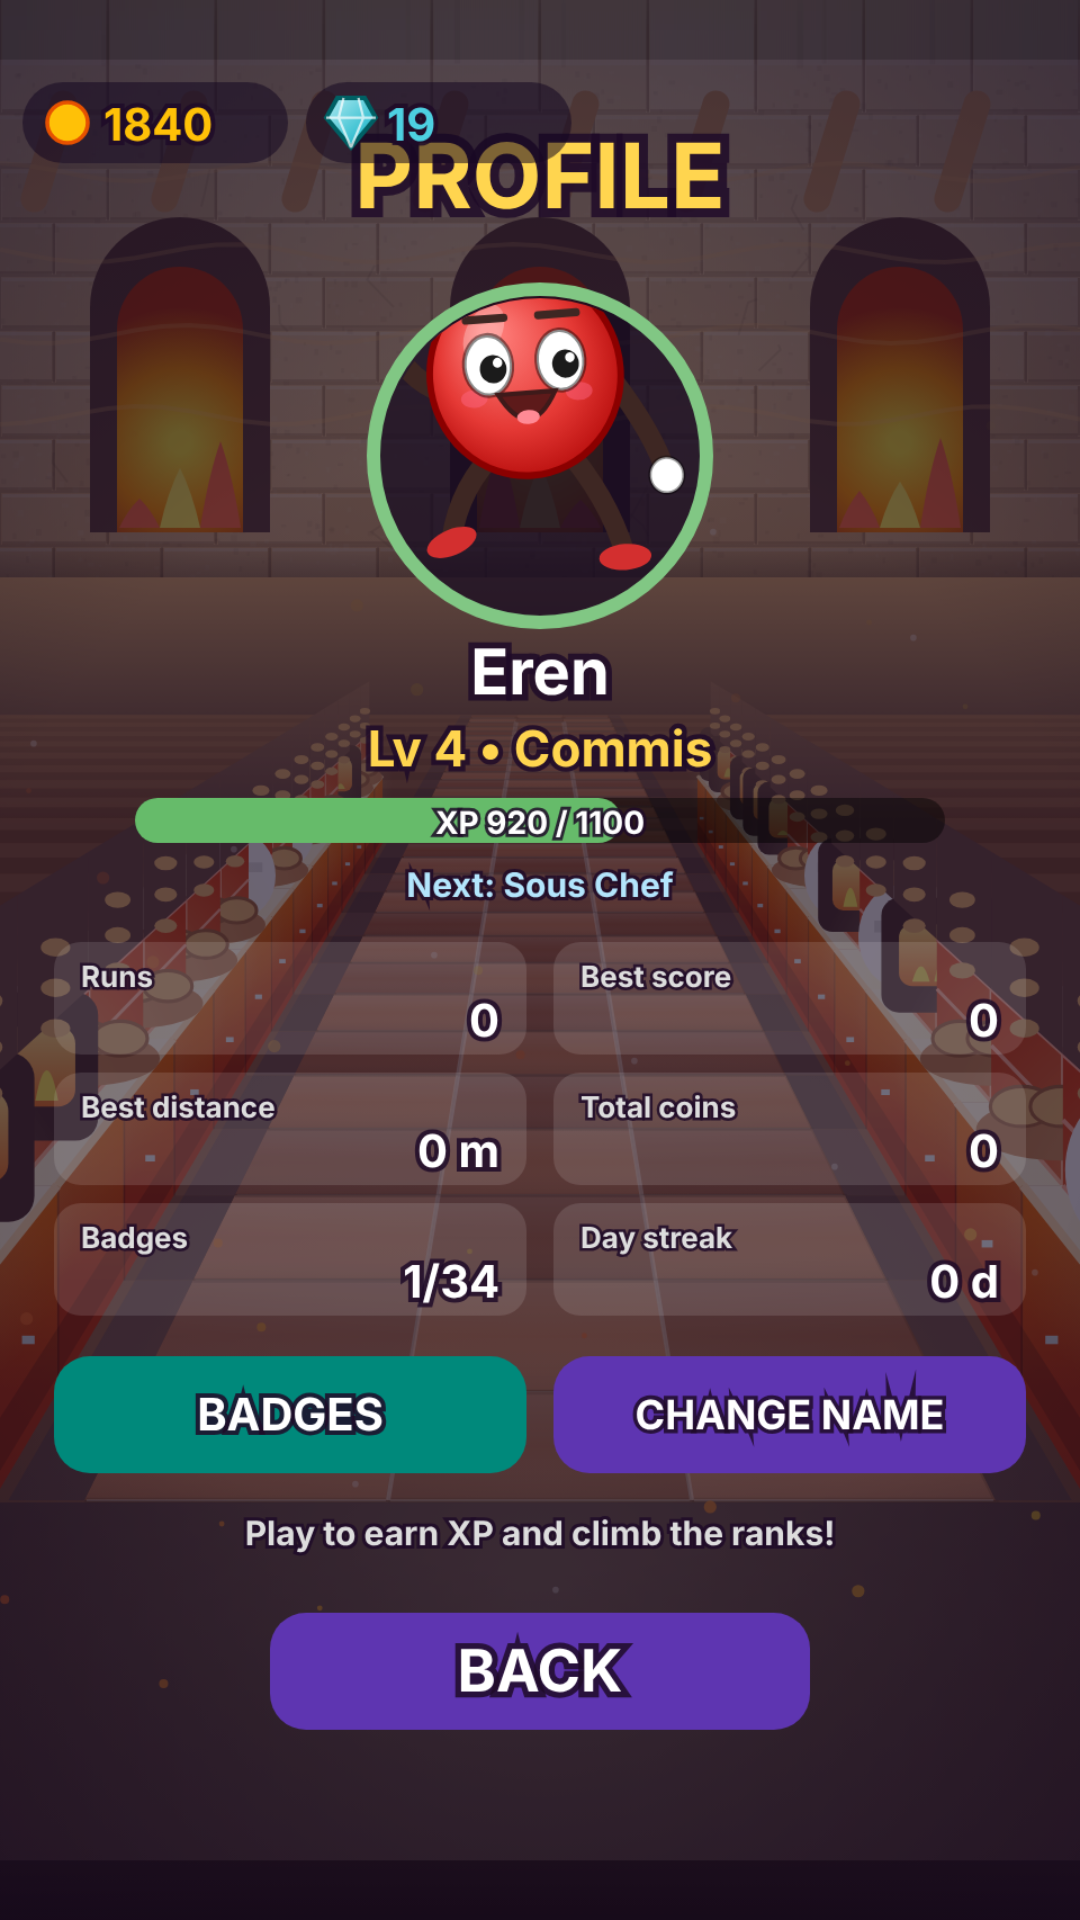 1840
19
PROFILE
Eren
Lv 4 • Commis
XP 920 / 1100
Next: Sous Chef
Runs
0
Best score
0
Best distance
0 m
Total coins
0
Badges
1/34
Day streak
0 d
BADGES
CHANGE NAME
Play to earn XP and climb the ranks!
BACK